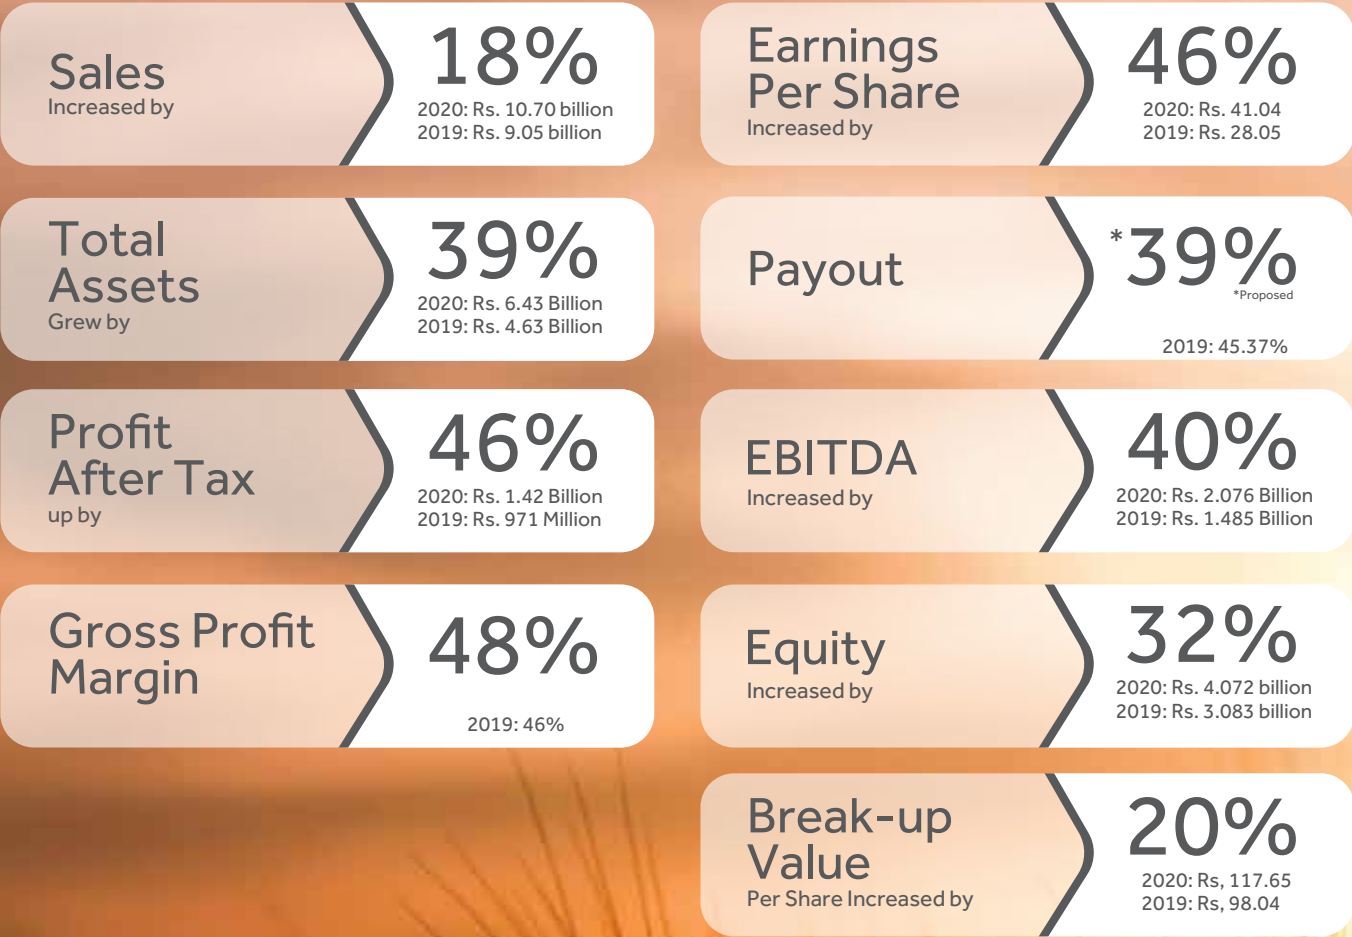 Sales
Increased by
18%
2020: Rs. 10.70 billion
2019: Rs. 9.05 billion
Earnings
Per Share
Increased by
46%
2020: Rs. 41.04
2019: Rs. 28.05
Total
Assets
Grew by
39%
2020: Rs. 6.43 Billion
2019: Rs. 4.63 Billion
Payout
*39%
*Proposed
2019: 45.37%
Profit
After Tax
up by
46%
2020: Rs. 1.42 Billion
2019: Rs. 971 Million
EBITDA
Increased by
40%
2020: Rs. 2.076 Billion
2019: Rs. 1.485 Billion
Gross Profit
Margin
48%
2019: 46%
Equity
Increased by
32%
2020: Rs. 4.072 billion
2019: Rs. 3.083 billion
Break-up
Value
Per Share Increased by
20%
2020: Rs, 117.65
2019: Rs, 98.04